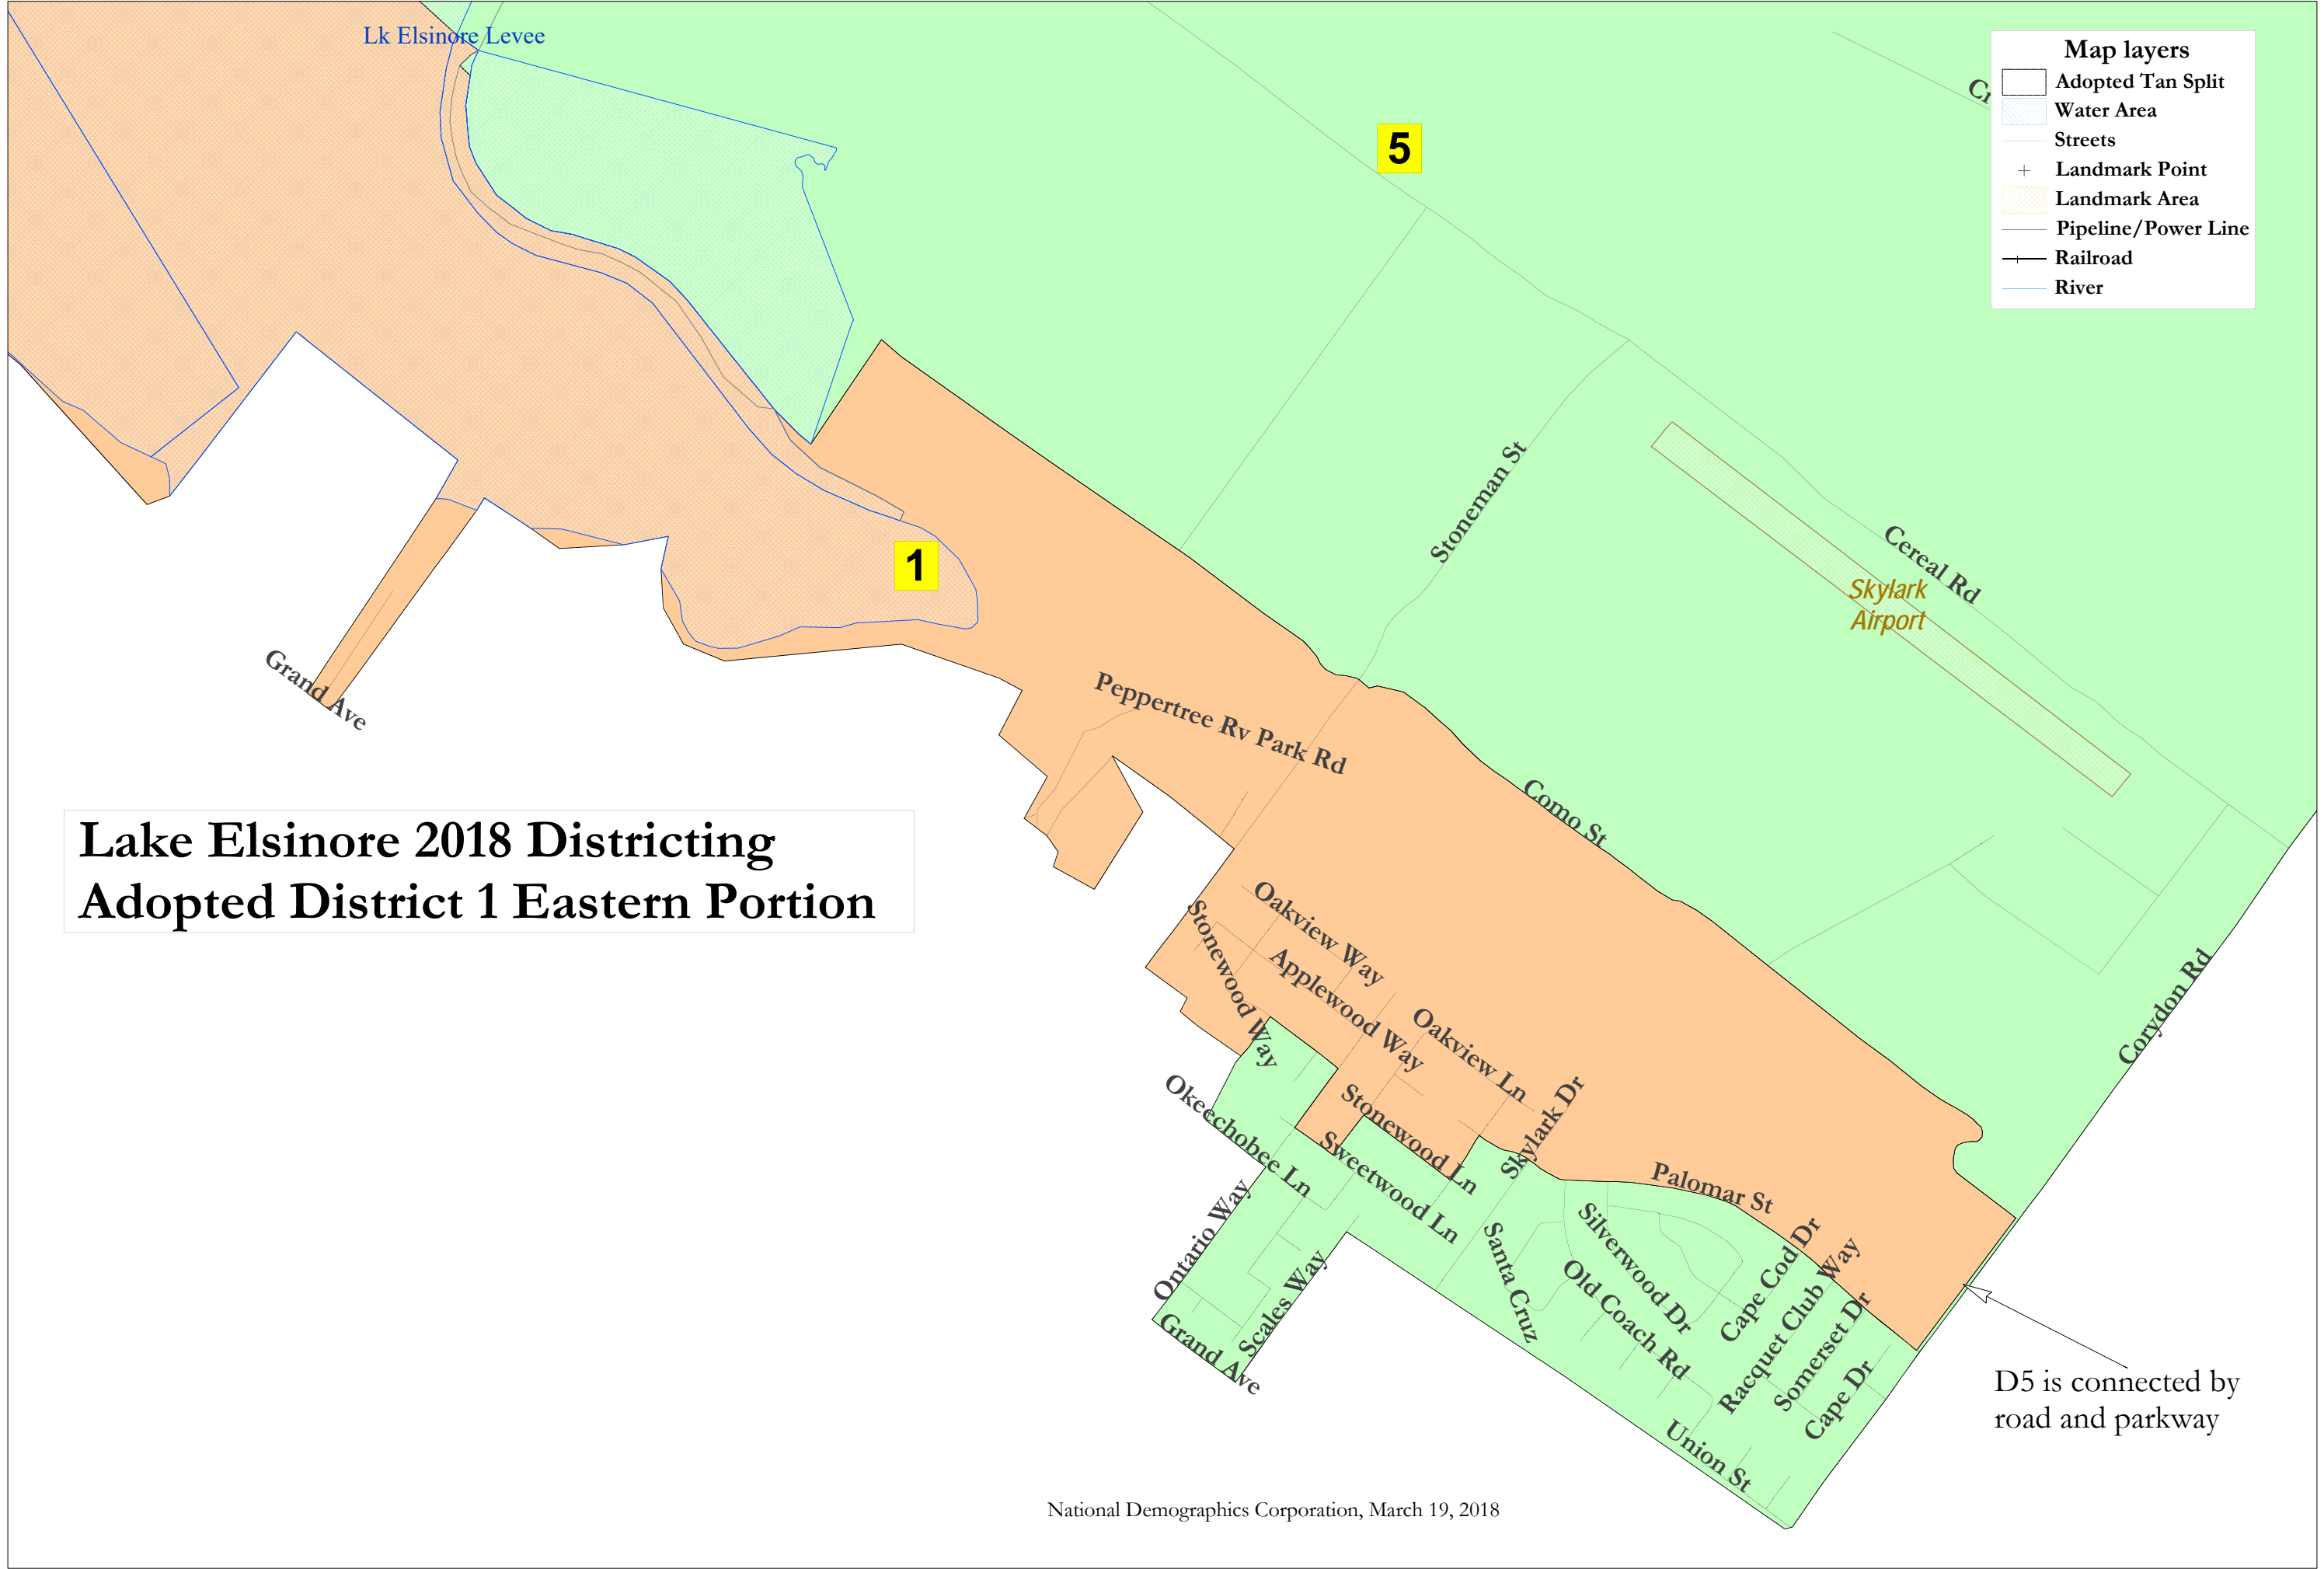 Lk Elsinore Levee
Map layers
Adopted Tan Split
Water Area
Streets
Landmark Point
Landmark Area
Pipeline/Power Line
Railroad
River
5
Stoneman St
Cereal Rd
Skylark
Airport
1
Grand Ave
Peppertree Rv Park Rd
Como St
Lake Elsinore 2018 Districting
Adopted District 1 Eastern Portion
Oakview Way
Stonewood Way
Applewood Way
Corydon Rd
Oakview Ln
Okeechobee Ln
Stonewood Ln
Skylark Dr
Sweetwood Ln
Palomar St
Ontario Way
Scales Way
Grand Ave
Santa Cruz
Silverwood Dr
Old Coach Rd
Cape Cod Dr
Racquet Club Way
Somerset Dr
Cape Dr
Union St
D5 is connected by
road and parkway
National Demographics Corporation, March 19, 2018